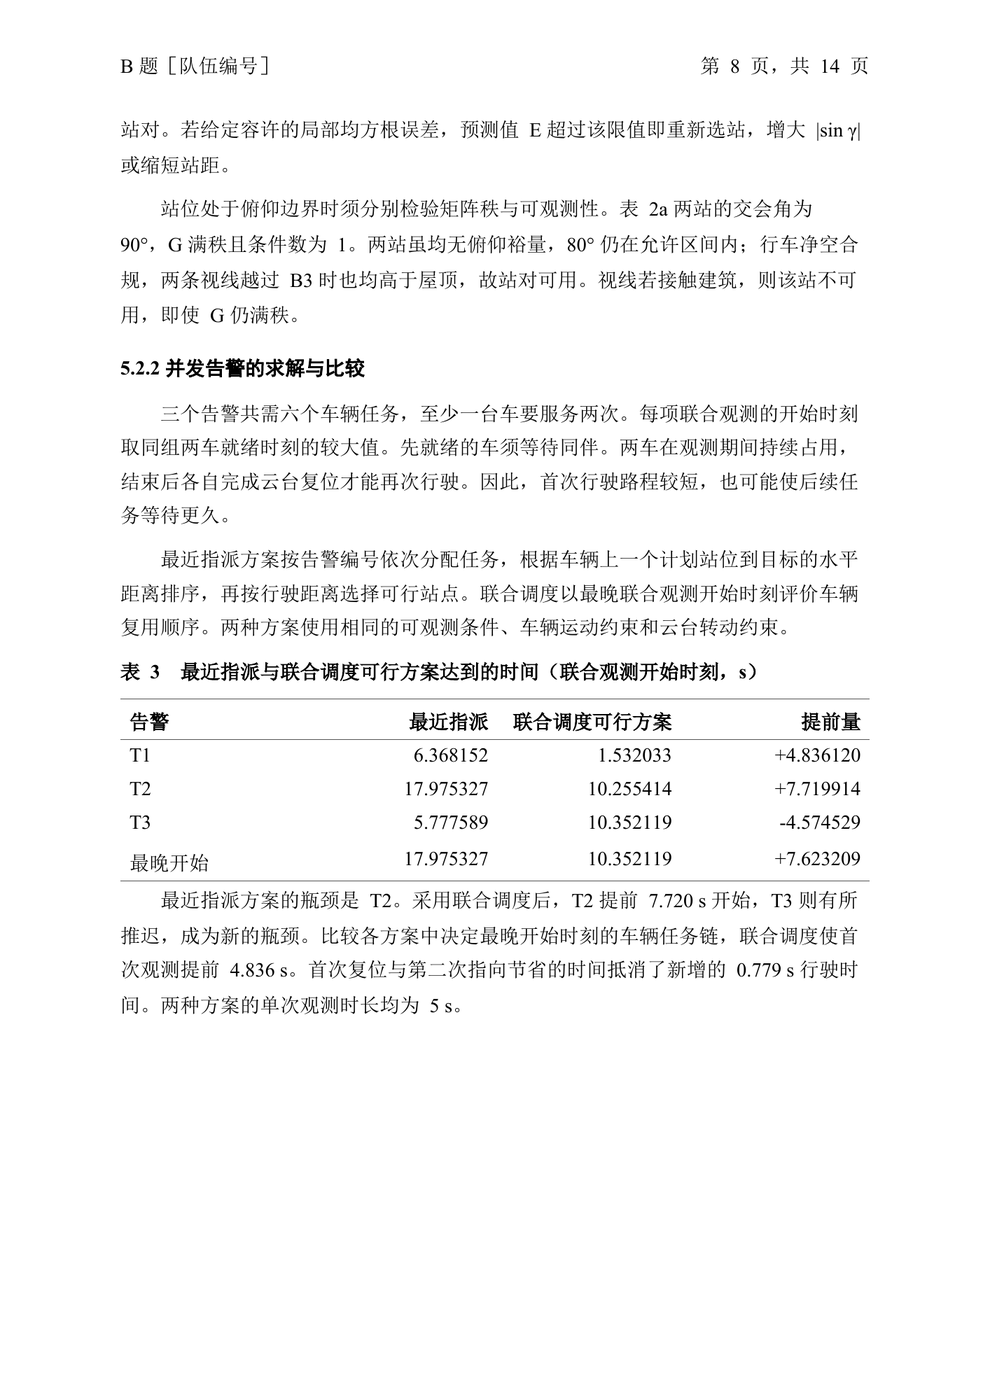 B 题［队伍编号］
第 8 页，共 14 页
站对。若给定容许的局部均方根误差，预测值 E 超过该限值即重新选站，增大 |sin γ|
或缩短站距。
站位处于俯仰边界时须分别检验矩阵秩与可观测性。表 2a 两站的交会角为
90°，G 满秩且条件数为 1。两站虽均无俯仰裕量，80° 仍在允许区间内；行车净空合
规，两条视线越过 B3 时也均高于屋顶，故站对可用。视线若接触建筑，则该站不可
用，即使 G 仍满秩。
5.2.2 并发告警的求解与比较
三个告警共需六个车辆任务，至少一台车要服务两次。每项联合观测的开始时刻
取同组两车就绪时刻的较大值。先就绪的车须等待同伴。两车在观测期间持续占用，
结束后各自完成云台复位才能再次行驶。因此，首次行驶路程较短，也可能使后续任
务等待更久。
最近指派方案按告警编号依次分配任务，根据车辆上一个计划站位到目标的水平
距离排序，再按行驶距离选择可行站点。联合调度以最晚联合观测开始时刻评价车辆
复用顺序。两种方案使用相同的可观测条件、车辆运动约束和云台转动约束。
表 3 最近指派与联合调度可行方案达到的时间（联合观测开始时刻，s）
告警 最近指派 联合调度可行方案 提前量
T1 6.368152 1.532033 +4.836120
T2 17.975327 10.255414 +7.719914
T3 5.777589 10.352119 -4.574529
最晚开始 17.975327 10.352119 +7.623209
最近指派方案的瓶颈是 T2。采用联合调度后，T2 提前 7.720 s 开始，T3 则有所
推迟，成为新的瓶颈。比较各方案中决定最晚开始时刻的车辆任务链，联合调度使首
次观测提前 4.836 s。首次复位与第二次指向节省的时间抵消了新增的 0.779 s 行驶时
间。两种方案的单次观测时长均为 5 s。